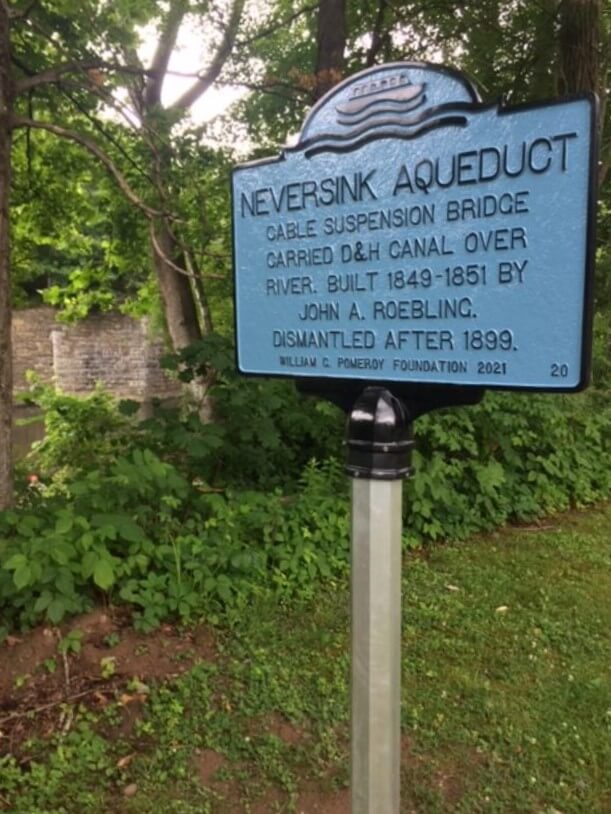 NEVERSINK AQUEDUCT
CABLE SUSPENSION BRIDGE
CARRIED D&H CANAL OVER
RIVER. BUILT 1849-1851 BY
JOHN A. ROEBLING.
DISMANTLED AFTER 1899.
WILLIAM G. POMEROY FOUNDATION 2021 20